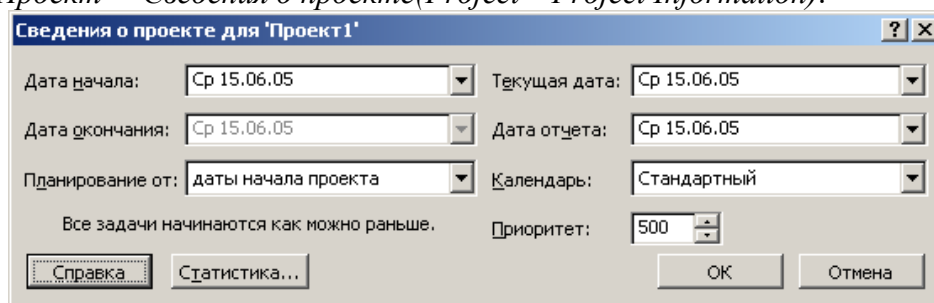 Проект – Сведения о проекте(Project – Project Information).
Сведения о проекте для 'Проект1'
Дата начала: Ср 15.06.05 Текущая дата: Ср 15.06.05
Дата окончания: Ср 15.06.05 Дата отчета: Ср 15.06.05
Планирование от: даты начала проекта Календарь: Стандартный
Все задачи начинаются как можно раньше. Приоритет: 500
Справка Статистика... ОК Отмена